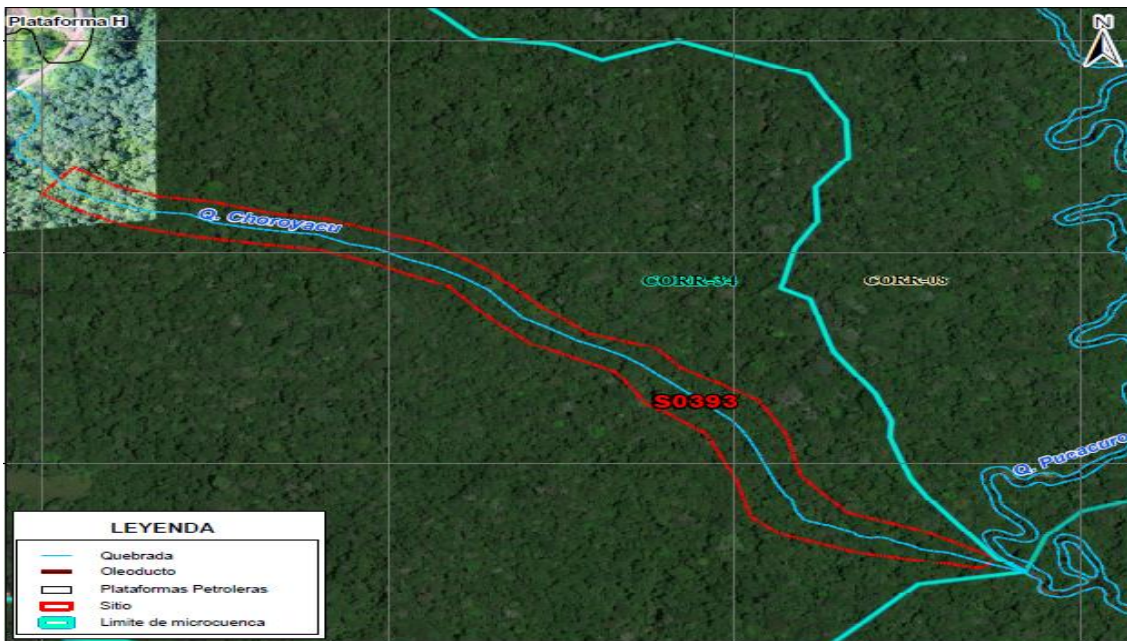 Plataforma H
N
Q. Choroyacu
CORR-34
CORR-08
S0393
Q. Pucacuro
LEYENDA
Quebrada
Oleoducto
Plataformas Petroleras
Sitio
Limite de microcuenca